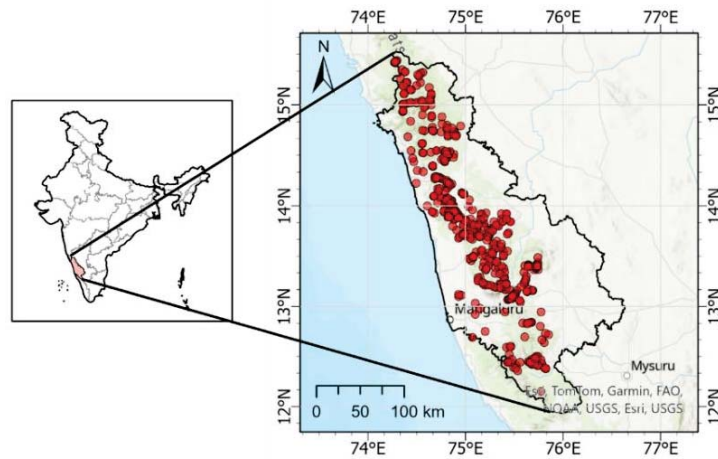 74°E 75°E 76°E 77°E
N
15°N 15°N
14°N 14°N
13°N 13°N
Mangaluru
Mysuru
Esri, TomTom, Garmin, FAO,
NOAA, USGS, Esri, USGS
0 50 100 km
12°N 12°N
74°E 75°E 76°E 77°E